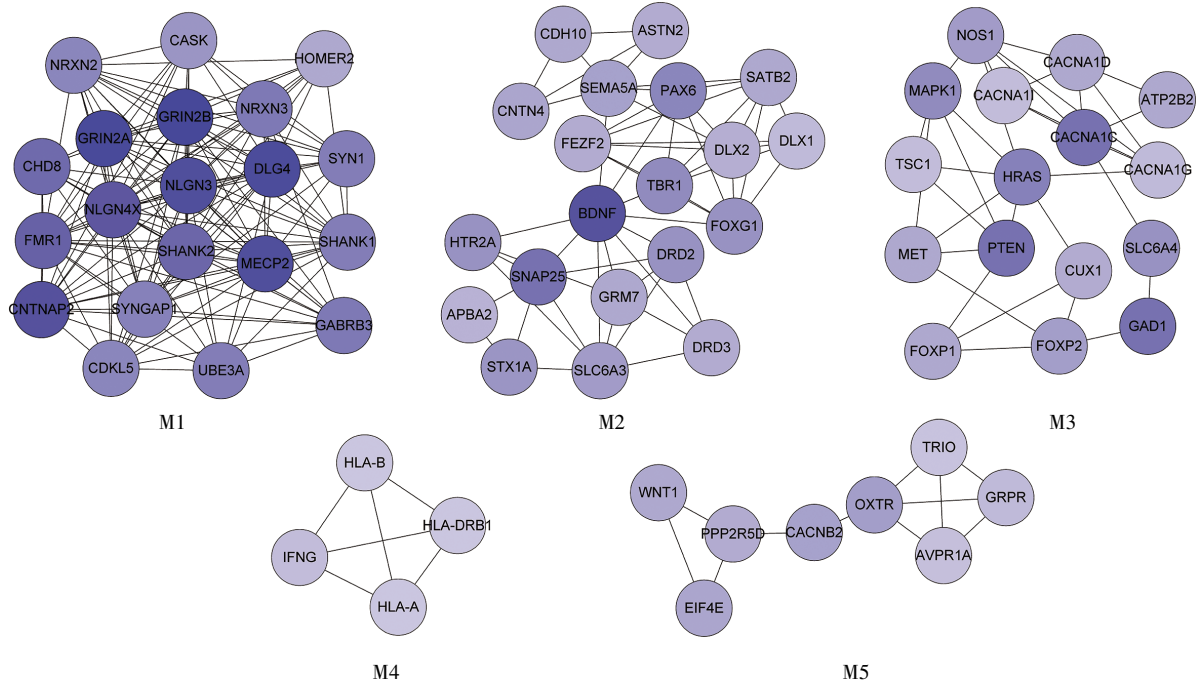 CASK
NRXN2
HOMER2
GRIN2B
NRXN3
GRIN2A
SYN1
CHD8
DLG4
NLGN3
NLGN4X
FMR1
SHANK2
SHANK1
MECP2
CNTNAP2
SYNGAP1
GABRB3
CDKL5
UBE3A
M1
CDH10
ASTN2
SEMA5A
PAX6
SATB2
CNTN4
FEZF2
DLX2
DLX1
TBR1
BDNF
FOXG1
HTR2A
DRD2
SNAP25
GRM7
APBA2
DRD3
STX1A
SLC6A3
M2
NOS1
CACNA1D
MAPK1
CACNA1I
ATP2B2
CACNA1C
TSC1
CACNA1G
HRAS
MET
PTEN
SLC6A4
CUX1
GAD1
FOXP1
FOXP2
M3
HLA-B
HLA-DRB1
IFNG
HLA-A
M4
TRIO
WNT1
OXTR
GRPR
PPP2R5D
CACNB2
AVPR1A
EIF4E
M5